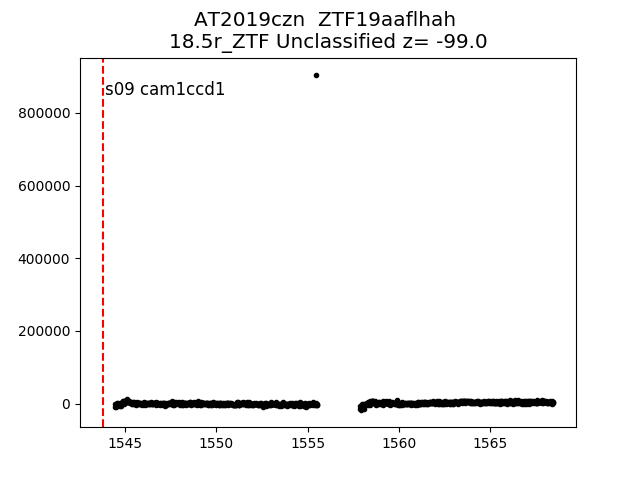 AT2019czn  ZTF19aaflhah
18.5r_ZTF Unclassified z= -99.0
s09 cam1ccd1
800000
600000
400000
200000
0
1545 1550 1555 1560 1565